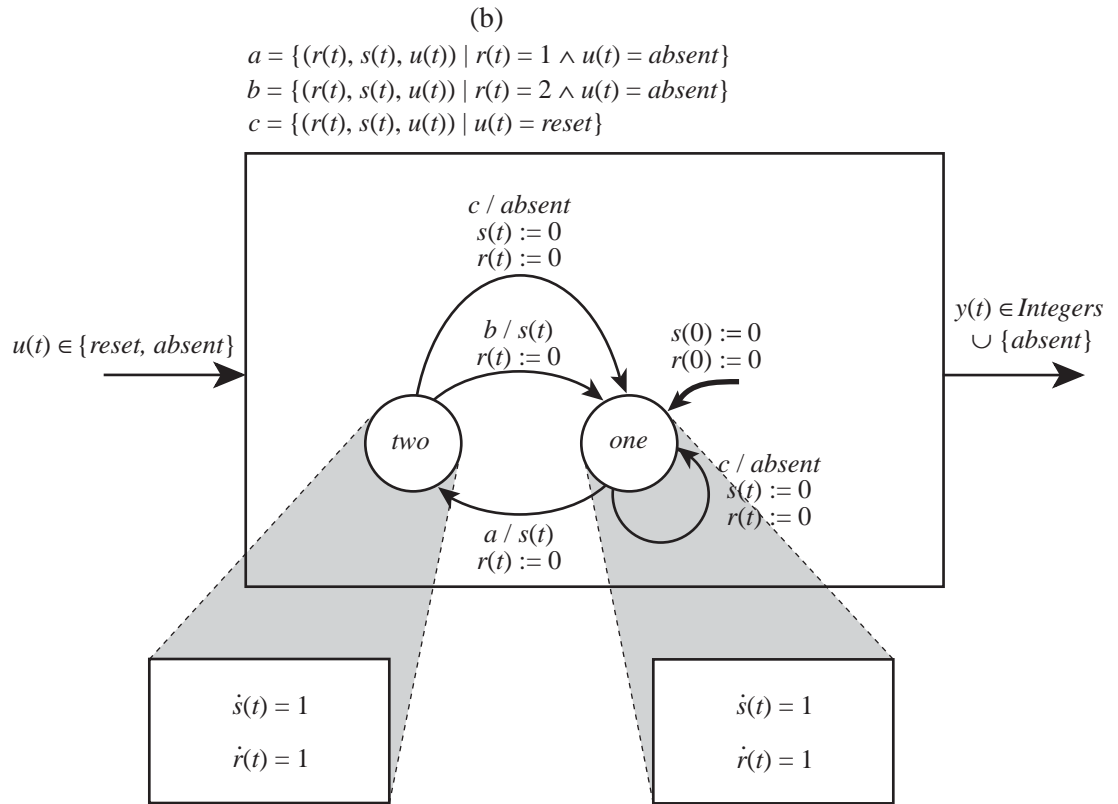 (b)
a = {(r(t), s(t), u(t)) | r(t) = 1 ∧ u(t) = absent}
b = {(r(t), s(t), u(t)) | r(t) = 2 ∧ u(t) = absent}
c = {(r(t), s(t), u(t)) | u(t) = reset}
c / absent
s(t) := 0
r(t) := 0
u(t) ∈ {reset, absent}
b / s(t)
r(t) := 0
s(0) := 0
r(0) := 0
y(t) ∈ Integers
∪ {absent}
two
one
c / absent
s(t) := 0
r(t) := 0
a / s(t)
r(t) := 0
ṡ(t) = 1
ṙ(t) = 1
ṡ(t) = 1
ṙ(t) = 1